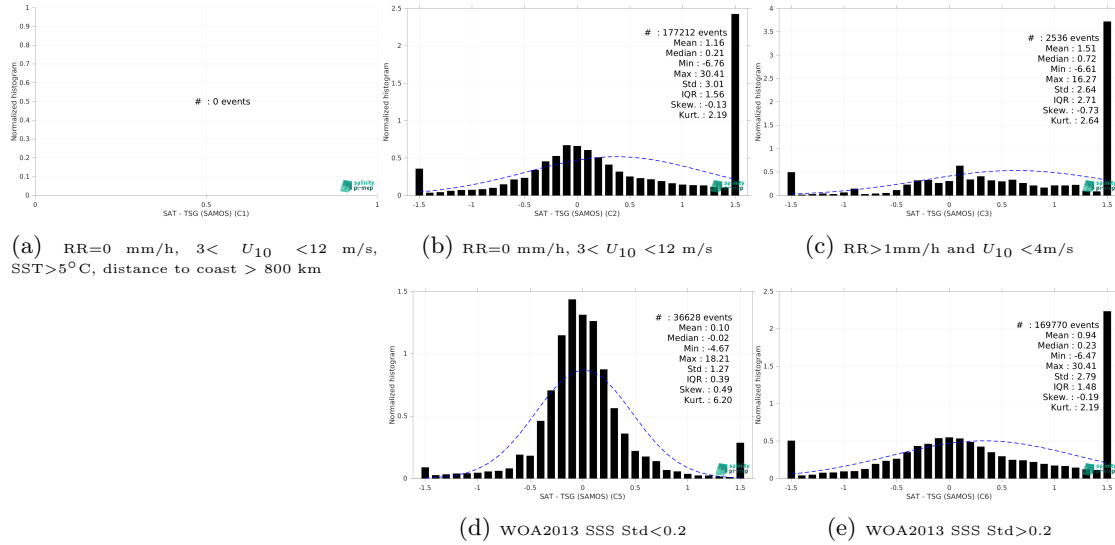 1
0.9
0.8
0.7
0.6
0.5
0.4
0.3
0.2
0.1
0
Normalized histogram
# : 0 events
salinity
pi-mep
0 0.5 1
SAT - TSG (SAMOS) (C1)
(a) RR=0 mm/h, 3< U10 <12 m/s,
SST>5°C, distance to coast > 800 km
2.5
2
1.5
1
0.5
0
Normalized histogram
# : 177212 events
Mean : 1.16
Median : 0.21
Min : -6.76
Max : 30.41
Std : 3.01
IQR : 1.56
Skew. : -0.13
Kurt. : 2.19
salinity
pi-mep
-1.5 -1 -0.5 0 0.5 1 1.5
SAT - TSG (SAMOS) (C2)
(b) RR=0 mm/h, 3< U10 <12 m/s
4
3.5
3
2.5
2
1.5
1
0.5
0
Normalized histogram
# : 2536 events
Mean : 1.51
Median : 0.72
Min : -6.61
Max : 16.27
Std : 2.64
IQR : 2.71
Skew. : -0.73
Kurt. : 2.64
salinity
pi-mep
-1.5 -1 -0.5 0 0.5 1 1.5
SAT - TSG (SAMOS) (C3)
(c) RR>1mm/h and U10 <4m/s
1.5
1
0.5
0
Normalized histogram
# : 36628 events
Mean : 0.10
Median : -0.02
Min : -4.67
Max : 18.21
Std : 1.27
IQR : 0.39
Skew. : 0.49
Kurt. : 6.20
salinity
pi-mep
-1.5 -1 -0.5 0 0.5 1 1.5
SAT - TSG (SAMOS) (C5)
(d) WOA2013 SSS Std<0.2
2.5
2
1.5
1
0.5
0
Normalized histogram
# : 169770 events
Mean : 0.94
Median : 0.23
Min : -6.47
Max : 30.41
Std : 2.79
IQR : 1.48
Skew. : -0.19
Kurt. : 2.19
salinity
pi-mep
-1.5 -1 -0.5 0 0.5 1 1.5
SAT - TSG (SAMOS) (C6)
(e) WOA2013 SSS Std>0.2